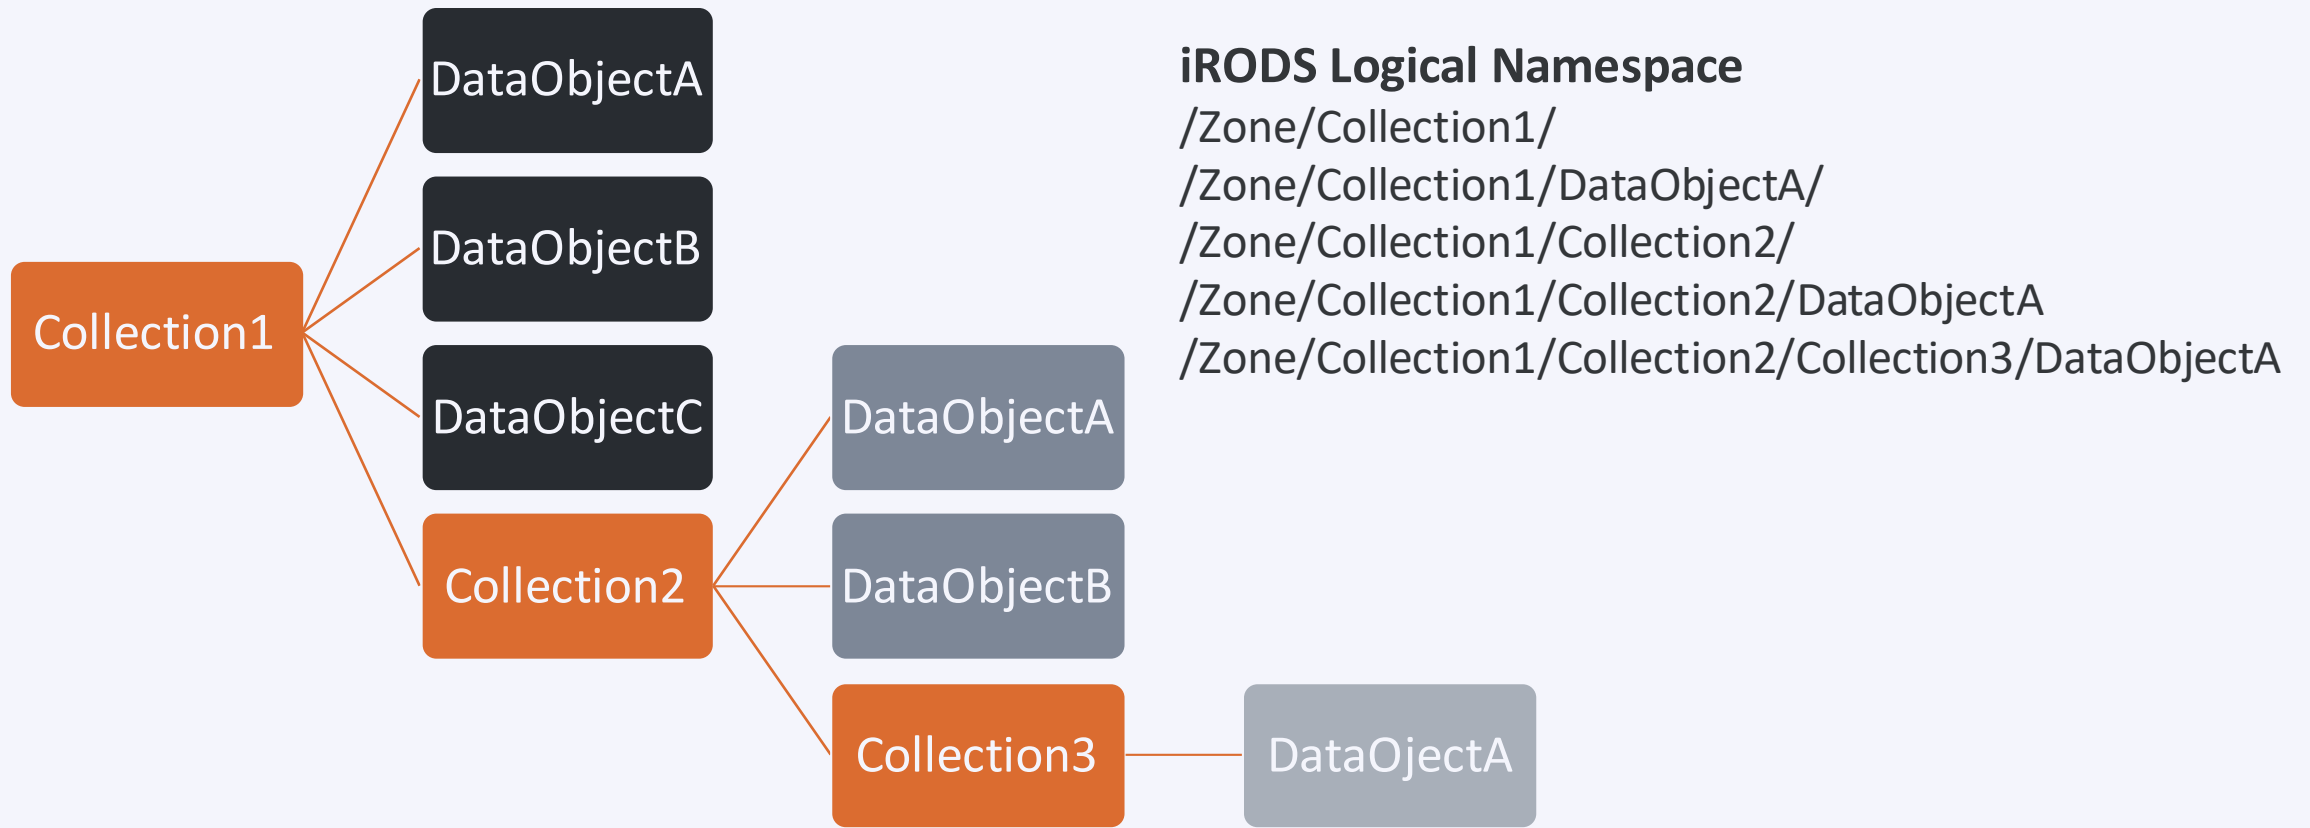 DataObjectA
DataObjectB
Collection1
DataObjectC
Collection2
DataObjectA
DataObjectB
Collection3
DataOjectA
iRODS Logical Namespace
/Zone/Collection1/
/Zone/Collection1/DataObjectA/
/Zone/Collection1/Collection2/
/Zone/Collection1/Collection2/DataObjectA
/Zone/Collection1/Collection2/Collection3/DataObjectA